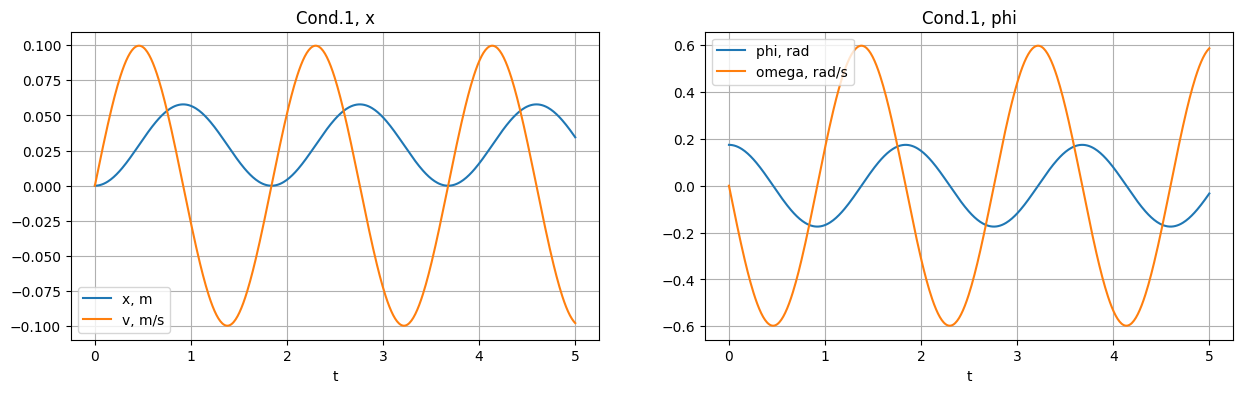 Cond.1, x
0.100
0.075
0.050
0.025
0.000
−0.025
−0.050
−0.075
−0.100
x, m
v, m/s
0 1 2 3 4 5
t
Cond.1, phi
0.6
0.4
0.2
0.0
−0.2
−0.4
−0.6
phi, rad
omega, rad/s
0 1 2 3 4 5
t